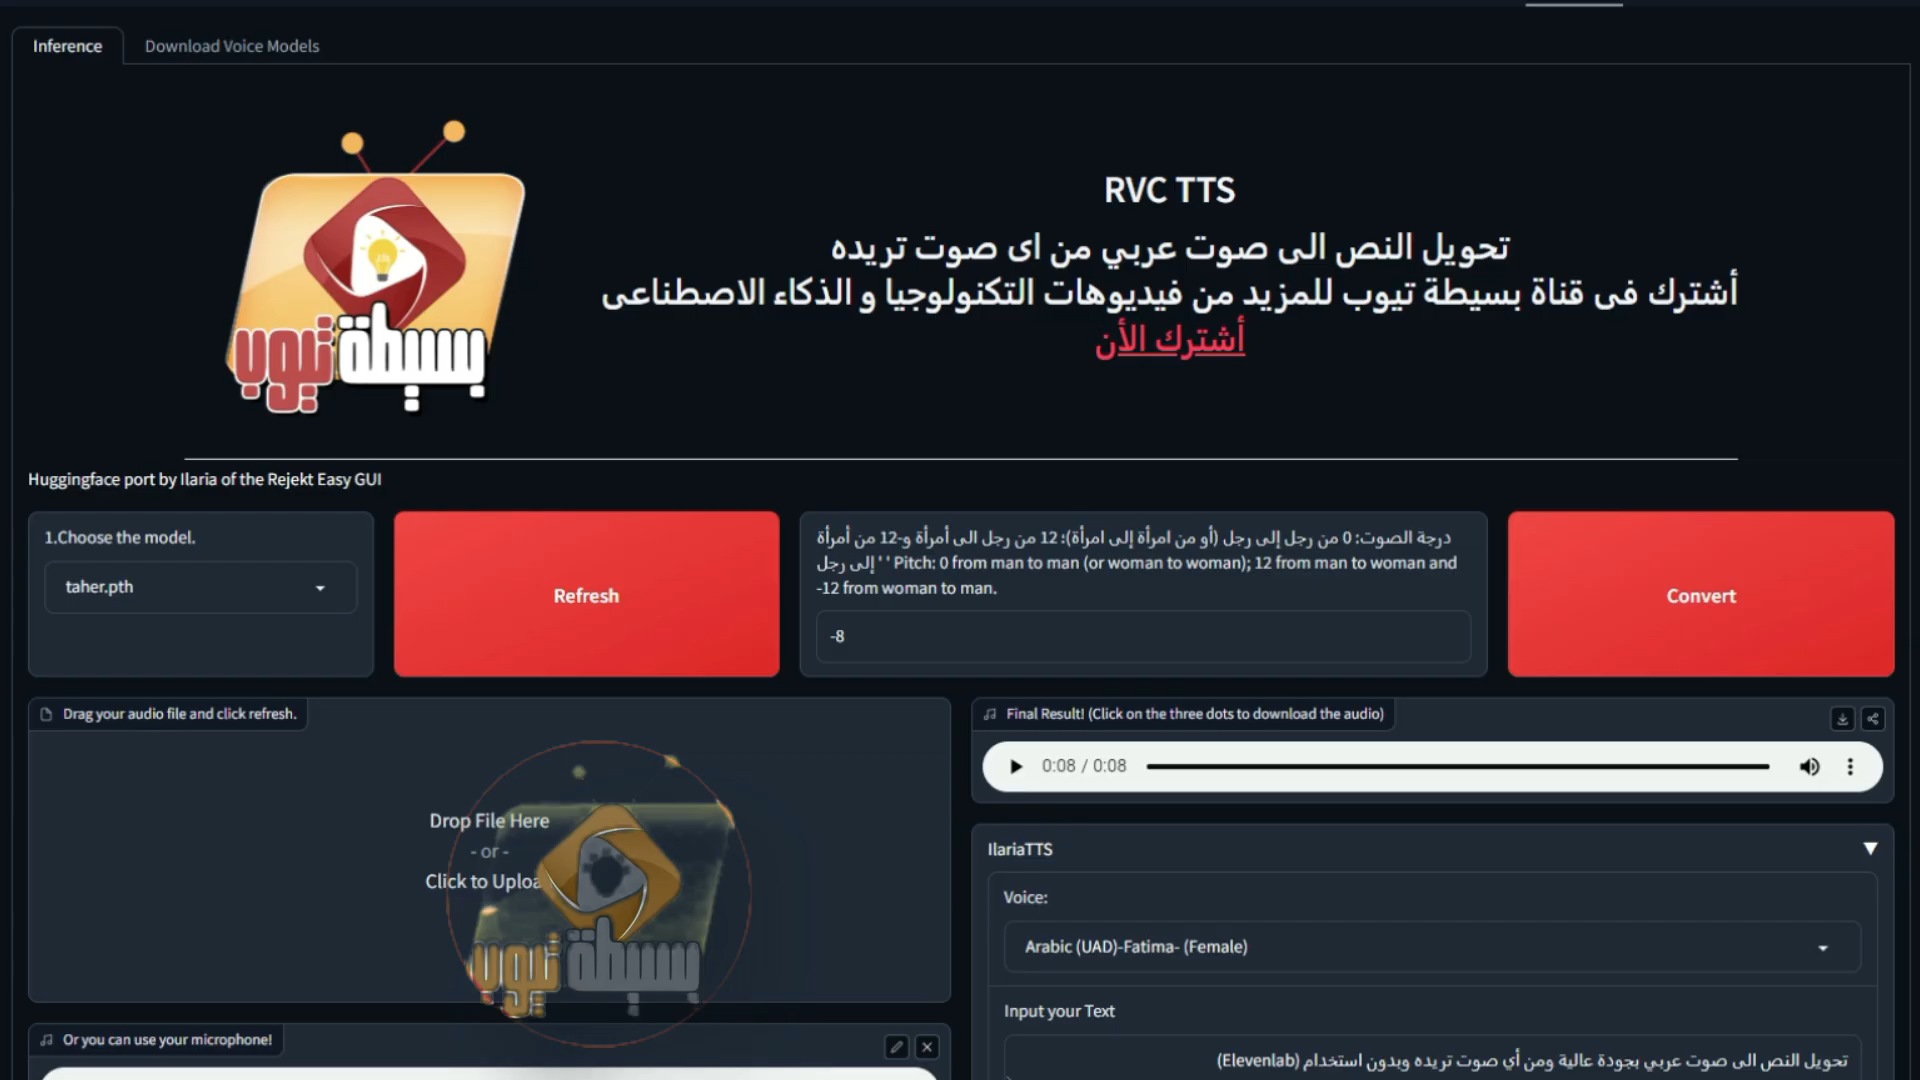 Inference
Download Voice Models
RVC TTS
تحويل النص الى صوت عربي من اى صوت تريده
أشترك فى قناة بسيطة تيوب للمزيد من فيديوهات التكنولوجيا و الذكاء الاصطناعى
أشترك الأن
بسيطة تيوب
Huggingface port by Ilaria of the Rejekt Easy GUI
1.Choose the model.
taher.pth
Refresh
درجة الصوت: 0 من رجل إلى رجل (أو من امرأة إلى امرأة)؛ 12 من رجل الى أمرأة و-12 من أمرأة
إلى رجل ' ' Pitch: 0 from man to man (or woman to woman); 12 from man to woman and
-12 from woman to man.
-8
Convert
Drag your audio file and click refresh.
Drop File Here
- or -
Click to Uploa
بسيطة تيوب
Final Result! (Click on the three dots to download the audio)
0:08 / 0:08
IlariaTTS
Voice:
Arabic (UAD)-Fatima- (Female)
Input your Text
تحويل النص الى صوت عربي بجودة عالية ومن أي صوت تريده وبدون استخدام (Elevenlab)
Or you can use your microphone!